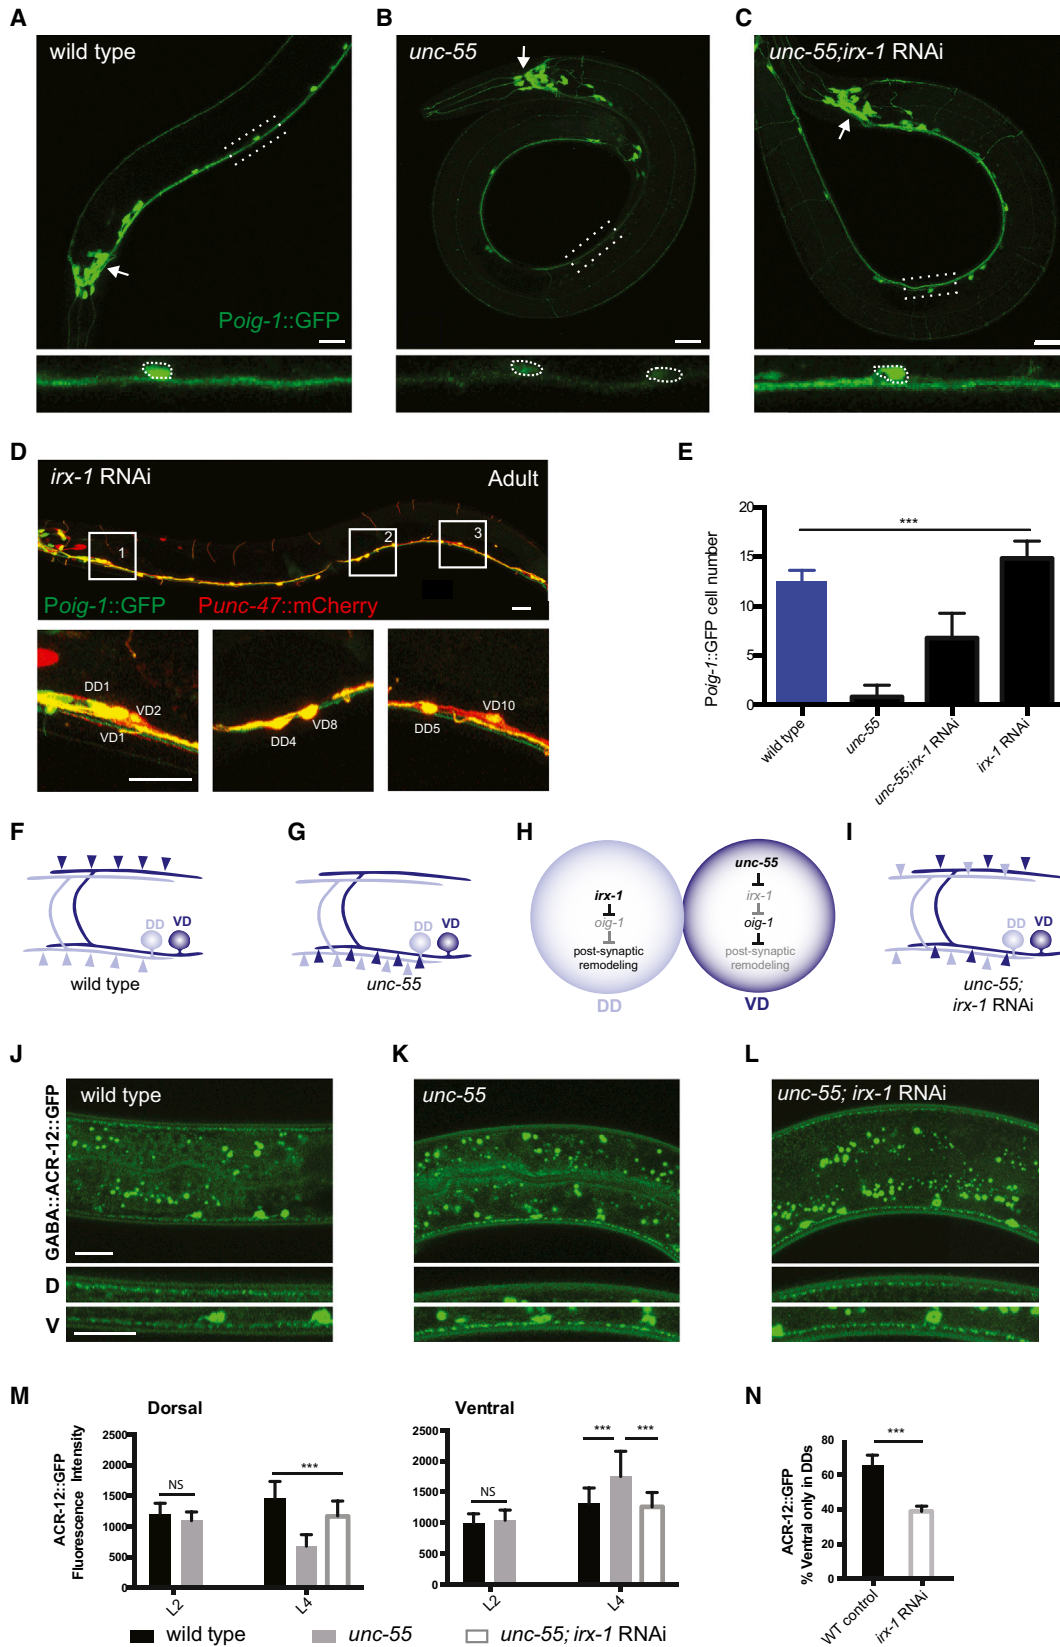 A
wild type
Poig-1::GFP
B
unc-55
C
unc-55;irx-1 RNAi
D
irx-1 RNAi
Adult
1
2
3
Poig-1::GFP
Punc-47::mCherry
DD1
VD2
VD1
DD4
VD8
DD5
VD10
E
Poig-1::GFP cell number
20
15
10
5
0
***
wild type
unc-55
unc-55;irx-1 RNAi
irx-1 RNAi
F
DD
VD
wild type
G
DD
VD
unc-55
H
irx-1
oig-1
post-synaptic
remodeling
DD
unc-55
irx-1
oig-1
post-synaptic
remodeling
VD
I
DD
VD
unc-55;
irx-1 RNAi
J
GABA::ACR-12::GFP
wild type
D
V
K
unc-55
L
unc-55; irx-1 RNAi
M
Dorsal
ACR-12::GFP
Fluorescence Intensity
2500
2000
1500
1000
500
0
NS
***
L2
L4
Ventral
2500
2000
1500
1000
500
0
NS
***
***
L2
L4
wild type
unc-55
unc-55; irx-1 RNAi
N
ACR-12::GFP
% Ventral only in DDs
80
60
40
20
0
***
WT control
irx-1 RNAi